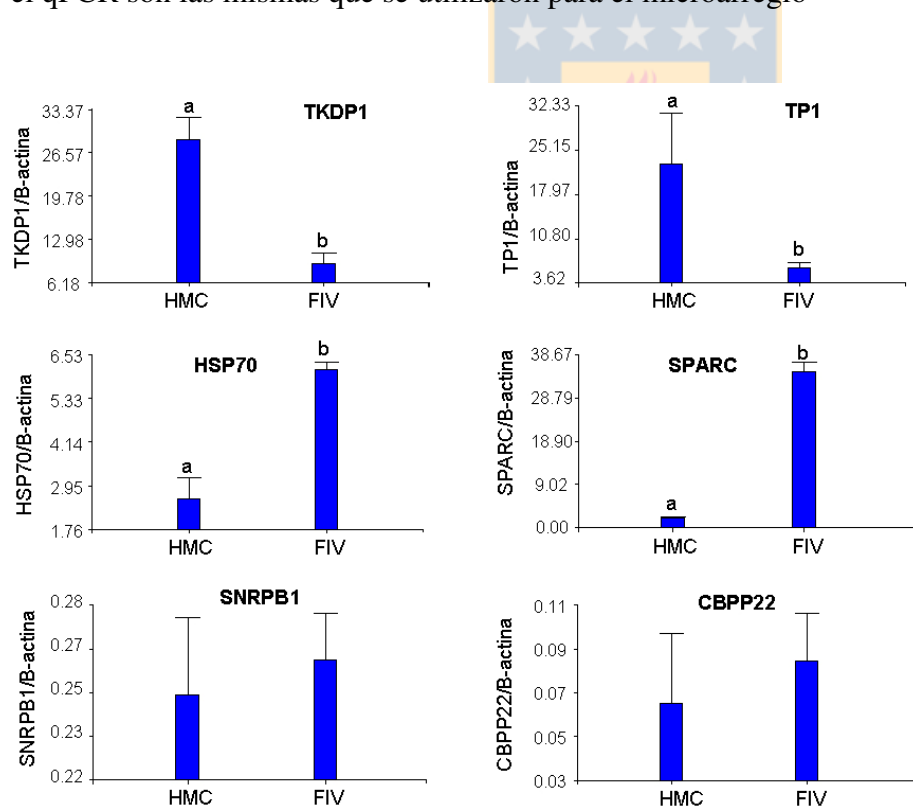 el qPCR son las mismas que se utilizaron para el microarreglo
TKDP1
a
b
33.37
26.57
19.78
12.98
6.18
TKDP1/B-actina
HMC FIV
TP1
a
b
32.33
25.15
17.97
10.80
3.62
TP1/B-actina
HMC FIV
HSP70
a
b
6.53
5.33
4.14
2.95
1.76
HSP70/B-actina
HMC FIV
SPARC
a
b
38.67
28.79
18.90
9.02
0.00
SPARC/B-actina
HMC FIV
SNRPB1
0.28
0.27
0.25
0.23
0.22
SNRPB1/B-actina
HMC FIV
CBPP22
0.11
0.09
0.07
0.05
0.03
CBPP22/B-actina
HMC FIV